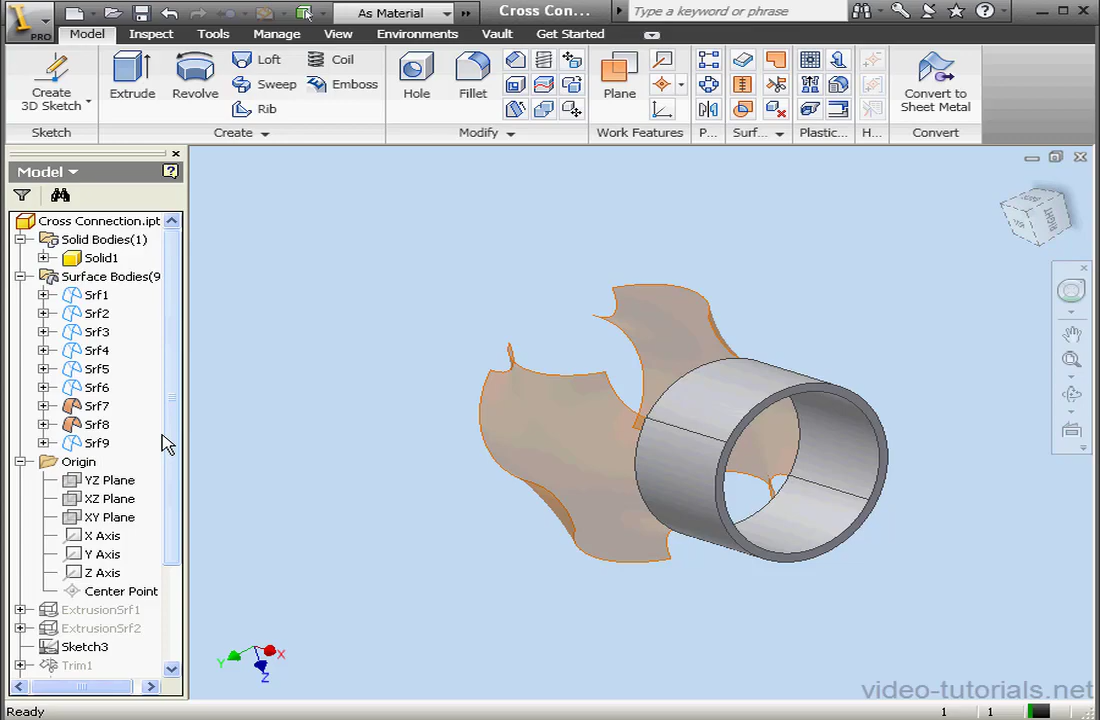 PRO
As Material
Cross Con...
Type a keyword or phrase
Model
Inspect
Tools
Manage
View
Environments
Vault
Get Started
Create
3D Sketch
Extrude
Revolve
Loft
Sweep
Rib
Coil
Emboss
Hole
Fillet
Plane
Convert to
Sheet Metal
Sketch
Create
Modify
Work Features
P...
Surf...
Plastic...
H...
Convert
Model
Cross Connection.ipt
Solid Bodies(1)
Solid1
Surface Bodies(9
Srf1
Srf2
Srf3
Srf4
Srf5
Srf6
Srf7
Srf8
Srf9
Origin
YZ Plane
XZ Plane
XY Plane
X Axis
Y Axis
Z Axis
Center Point
ExtrusionSrf1
ExtrusionSrf2
Sketch3
Trim1
RIGHT
Y
X
Z
video-tutorials.net
Ready
1
1